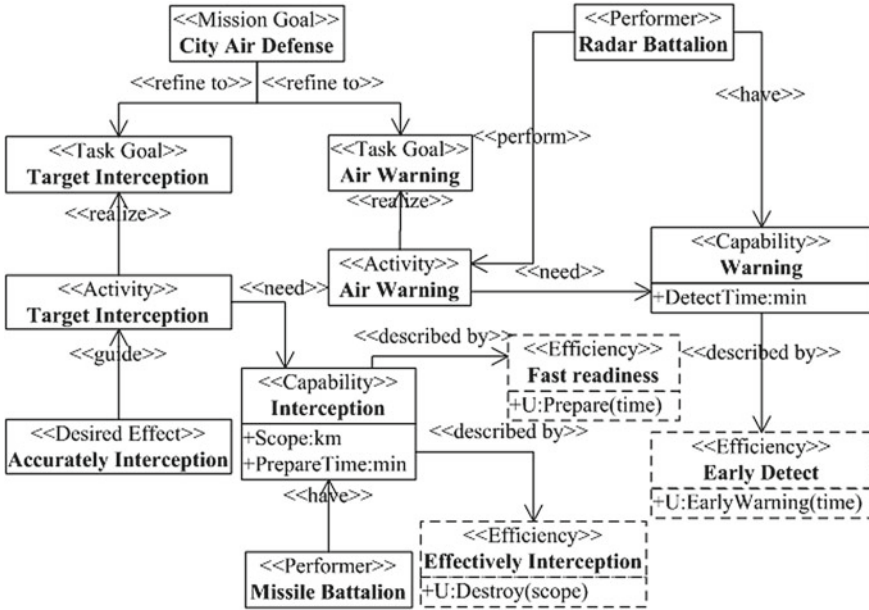 <<Mission Goal>>
City Air Defense
<<Performer>>
Radar Battalion
<<refine to>>
<<refine to>>
<<have>>
<<Task Goal>>
Target Interception
<<Task Goal>>
Air Warning
<<perform>>
<<realize>>
<<realize>>
<<Activity>>
Target Interception
<<need>>
<<Activity>>
Air Warning
<<need>>
<<Capability>>
Warning
+DetectTime:min
<<guide>>
<<described by>>
<<Efficiency>>
Fast readiness
+U:Prepare(time)
<<described by>>
<<Capability>>
Interception
+Scope:km
+PrepareTime:min
<<described by>>
<<Desired Effect>>
Accurately Interception
<<Efficiency>>
Early Detect
+U:EarlyWarning(time)
<<have>>
<<Performer>>
Missile Battalion
<<Efficiency>>
Effectively Interception
+U:Destroy(scope)